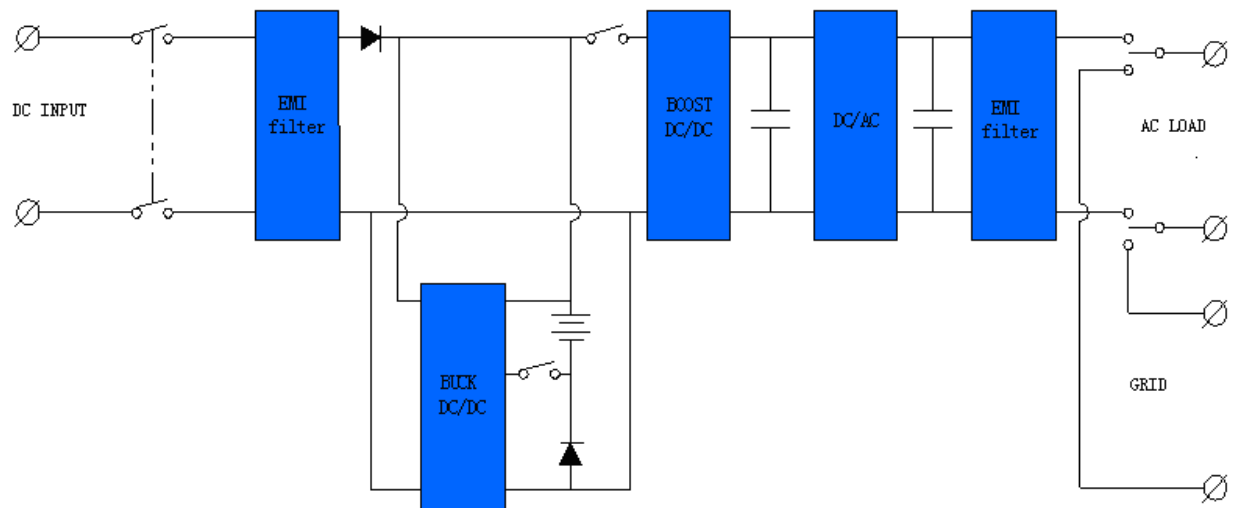 DC INPUT
EMI
filter
BOOST
DC/DC
DC/AC
EMI
filter
AC LOAD
BUCK
DC/DC
GRID